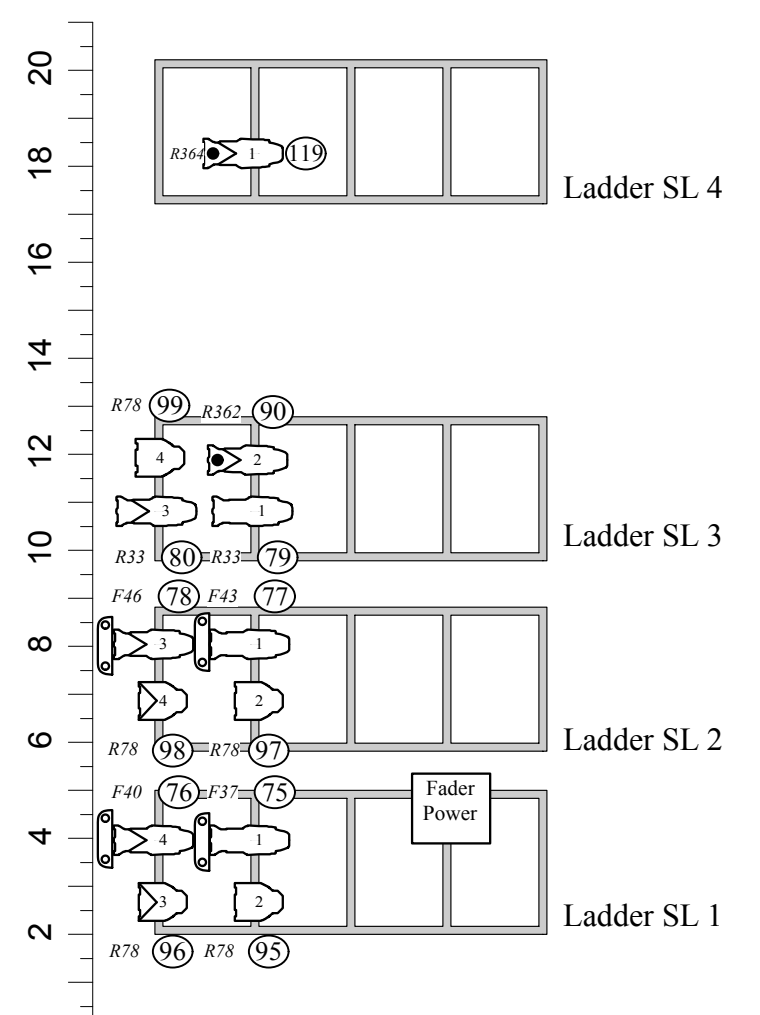 20
R364 1 119
18
Ladder SL 4
16
14
R78 99 R362 90
12
4 2
3 1
Ladder SL 3
10
R33 80 R33 79
F46 78 F43 77
8
3 1
4 2
6
R78 98 R78 97
Ladder SL 2
F40 76 F37 75
Fader
Power
4
4 1
3 2
Ladder SL 1
2
R78 96 R78 95